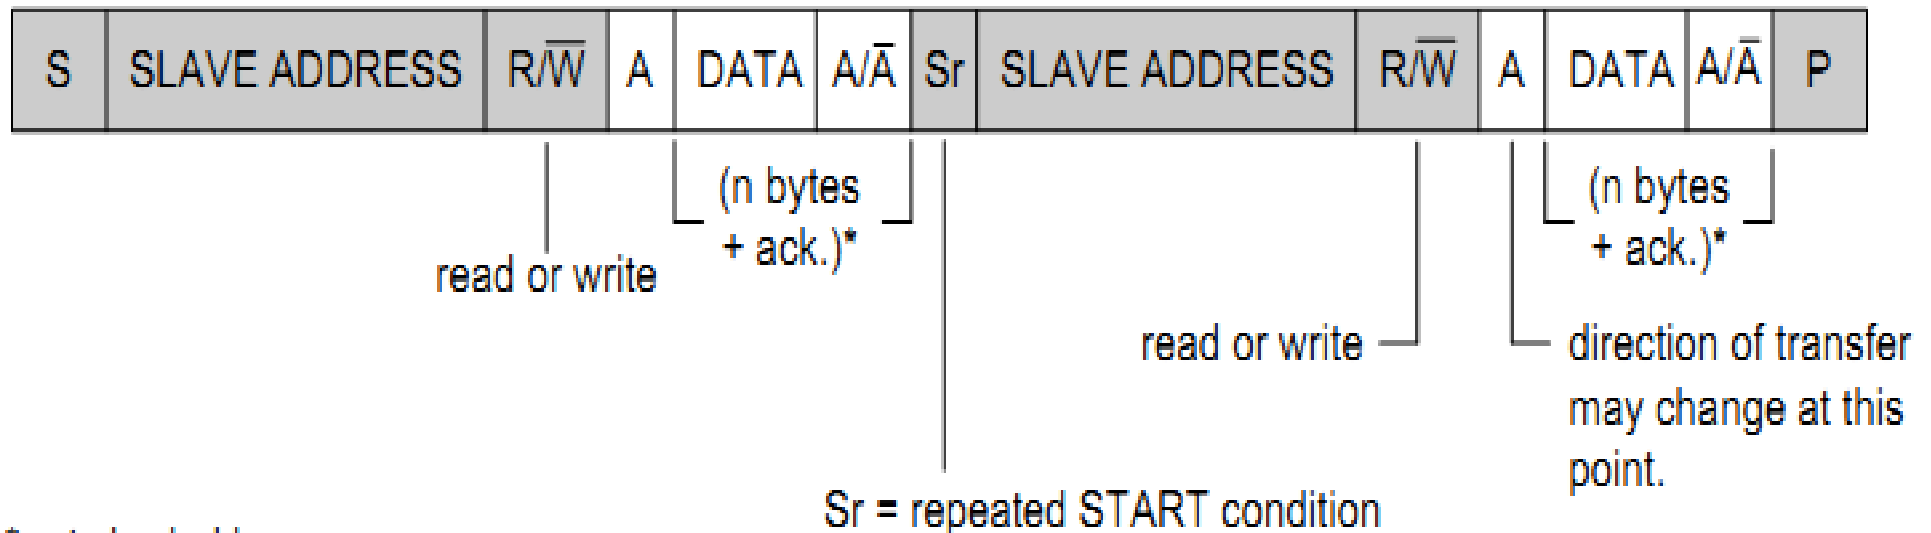 S SLAVE ADDRESS R/W̅ A DATA A/A̅ Sr SLAVE ADDRESS R/W̅ A DATA A/A̅ P
(n bytes
+ ack.)*
read or write
(n bytes
+ ack.)*
read or write
direction of transfer
may change at this
point.
Sr = repeated START condition